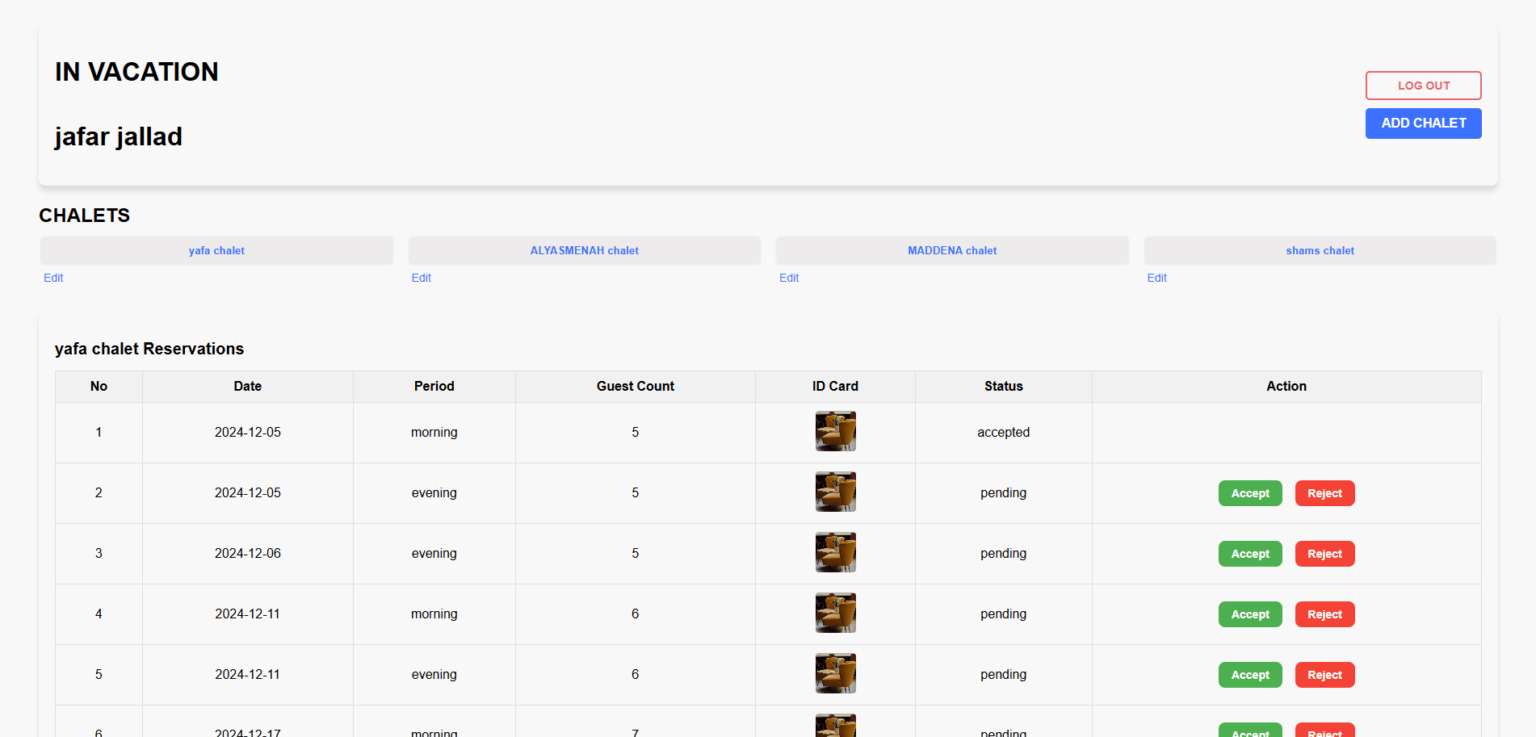 IN VACATION
LOG OUT
ADD CHALET
jafar jallad
CHALETS
yafa chalet ALYASMENAH chalet MADDENA chalet shams chalet
Edit Edit Edit Edit
yafa chalet Reservations
No Date Period Guest Count ID Card Status Action
1 2024-12-05 morning 5 accepted
2 2024-12-05 evening 5 pending Accept Reject
3 2024-12-06 evening 5 pending Accept Reject
4 2024-12-11 morning 6 pending Accept Reject
5 2024-12-11 evening 6 pending Accept Reject
6 2024-12-17 morning 7 pending Accept Reject